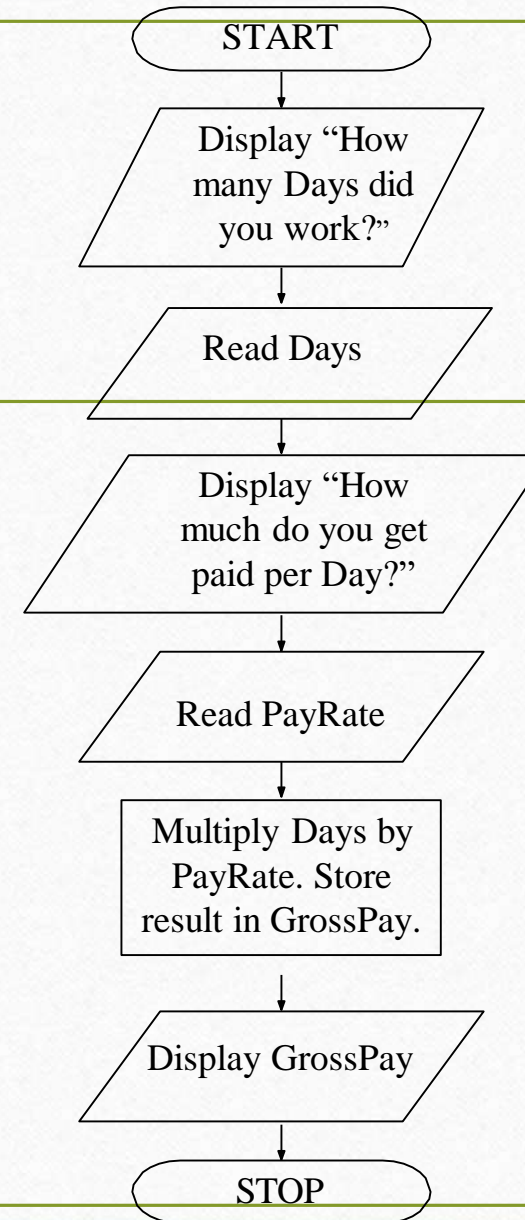 START
Display “How
many Days did
you work?”
Read Days
Display “How
much do you get
paid per Day?”
Read PayRate
Multiply Days by
PayRate. Store
result in GrossPay.
Display GrossPay
STOP